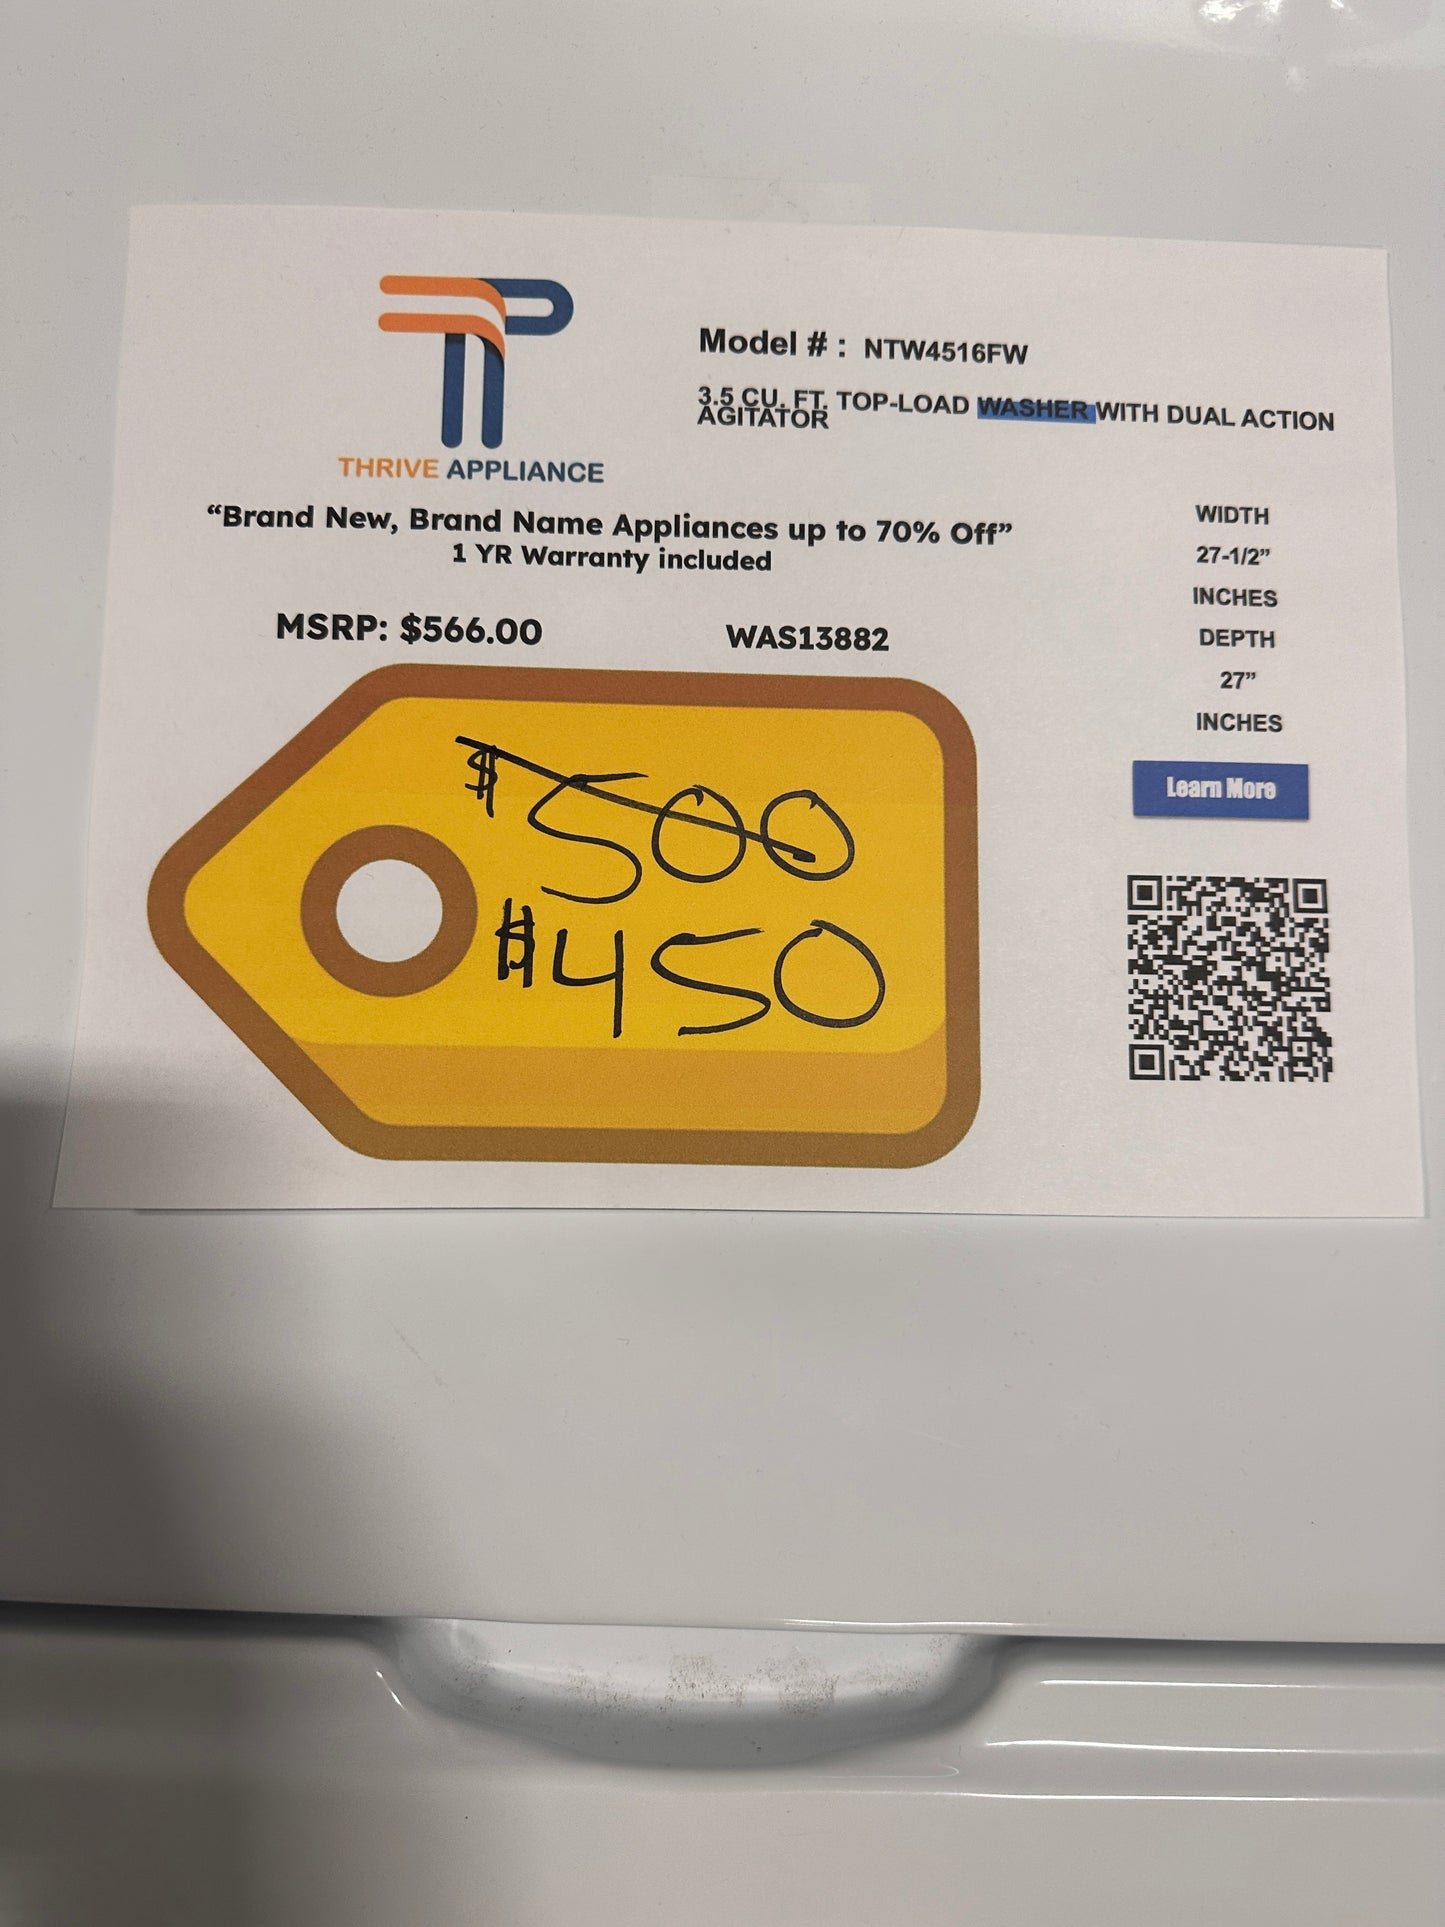 THRIVE APPLIANCE
Model # : NTW4516FW
3.5 CU. FT. TOP-LOAD WASHER WITH DUAL ACTION
AGITATOR
“Brand New, Brand Name Appliances up to 70% Off”
1 YR Warranty included
MSRP: $566.00
WAS13882
$500
$450
WIDTH
27-1/2”
INCHES
DEPTH
27”
INCHES
Learn More